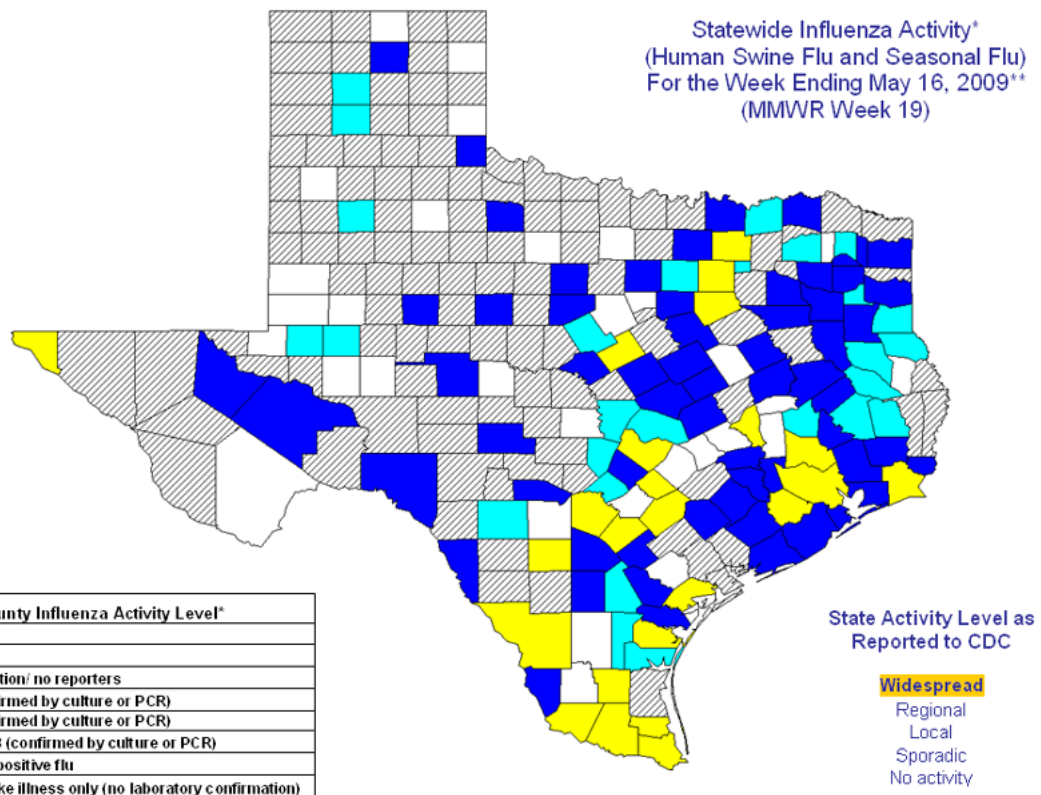 Statewide Influenza Activity*
(Human Swine Flu and Seasonal Flu)
For the Week Ending May 16, 2009**
(MMWR Week 19)
unty Influenza Activity Level*
tion/ no reporters
irmed by culture or PCR)
irmed by culture or PCR)
(confirmed by culture or PCR)
positive flu
ke illness only (no laboratory confirmation)
State Activity Level as
Reported to CDC
Widespread
Regional
Local
Sporadic
No activity